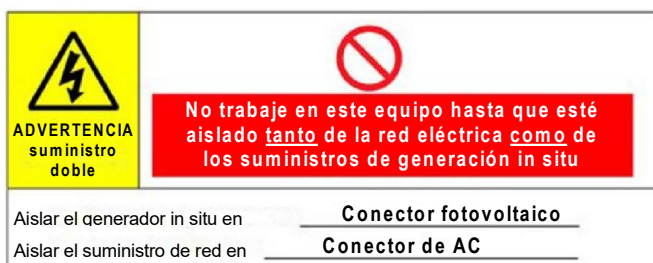 ADVERTENCIA
suministro
doble
No trabaje en este equipo hasta que esté
aislado tanto de la red eléctrica como de
los suministros de generación in situ
Aislar el generador in situ en Conector fotovoltaico
Aislar el suministro de red en Conector de AC